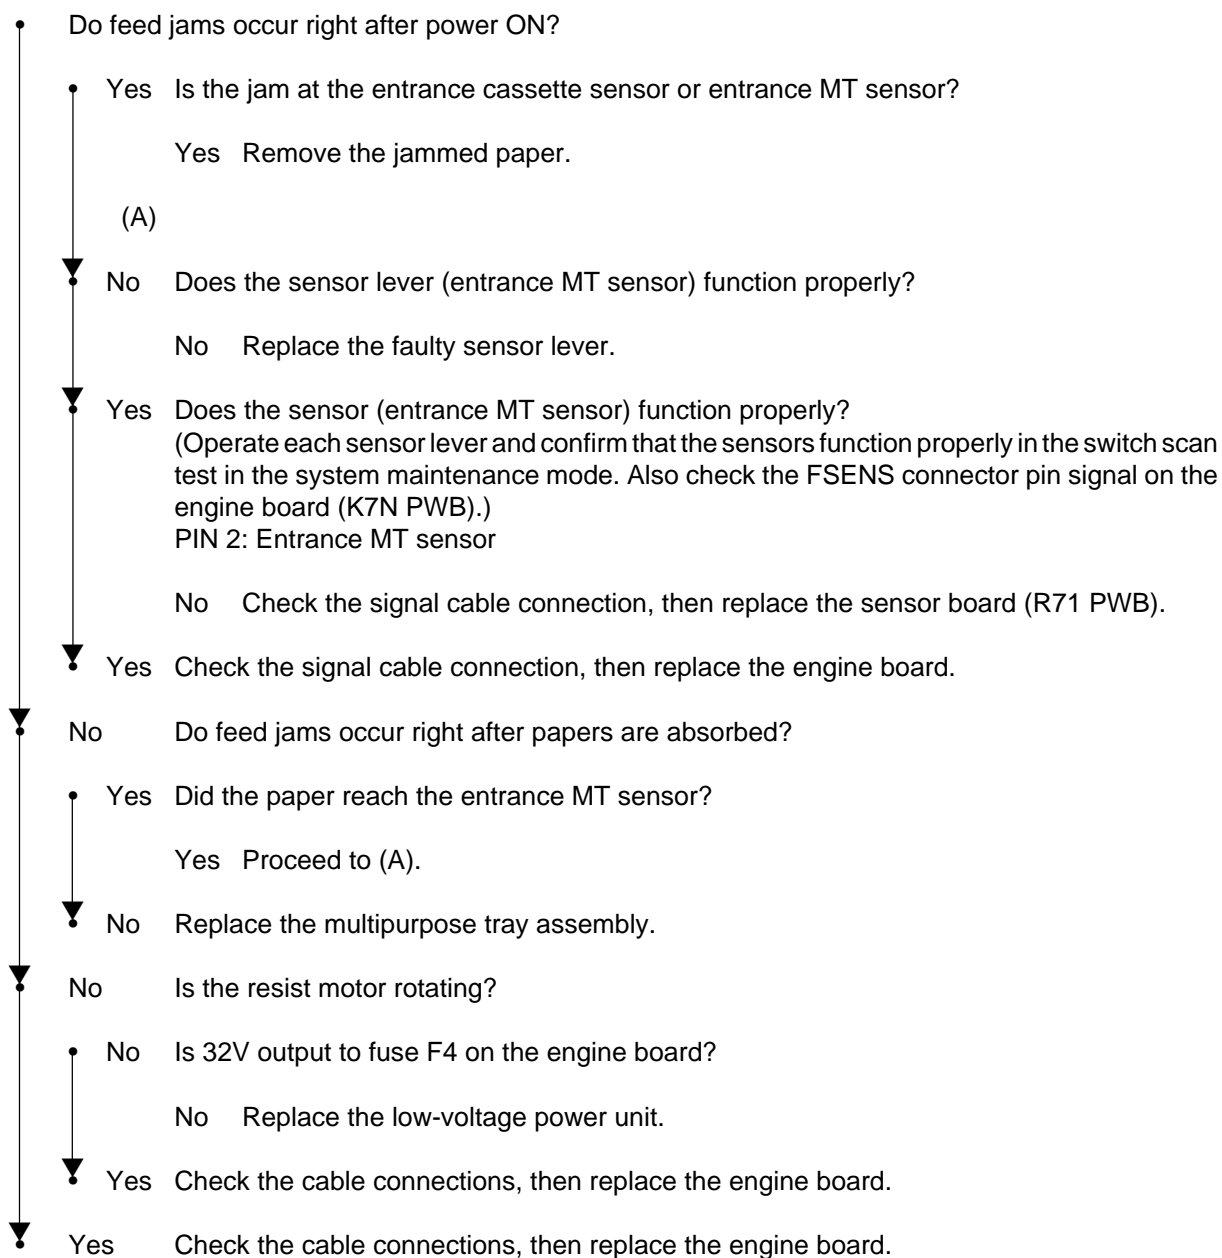 Do feed jams occur right after power ON?
Yes Is the jam at the entrance cassette sensor or entrance MT sensor?
Yes Remove the jammed paper.
(A)
No Does the sensor lever (entrance MT sensor) function properly?
No Replace the faulty sensor lever.
Yes Does the sensor (entrance MT sensor) function properly?
(Operate each sensor lever and confirm that the sensors function properly in the switch scan
test in the system maintenance mode. Also check the FSENS connector pin signal on the
engine board (K7N PWB).)
PIN 2: Entrance MT sensor
No Check the signal cable connection, then replace the sensor board (R71 PWB).
Yes Check the signal cable connection, then replace the engine board.
No Do feed jams occur right after papers are absorbed?
Yes Did the paper reach the entrance MT sensor?
Yes Proceed to (A).
No Replace the multipurpose tray assembly.
No Is the resist motor rotating?
No Is 32V output to fuse F4 on the engine board?
No Replace the low-voltage power unit.
Yes Check the cable connections, then replace the engine board.
Yes Check the cable connections, then replace the engine board.